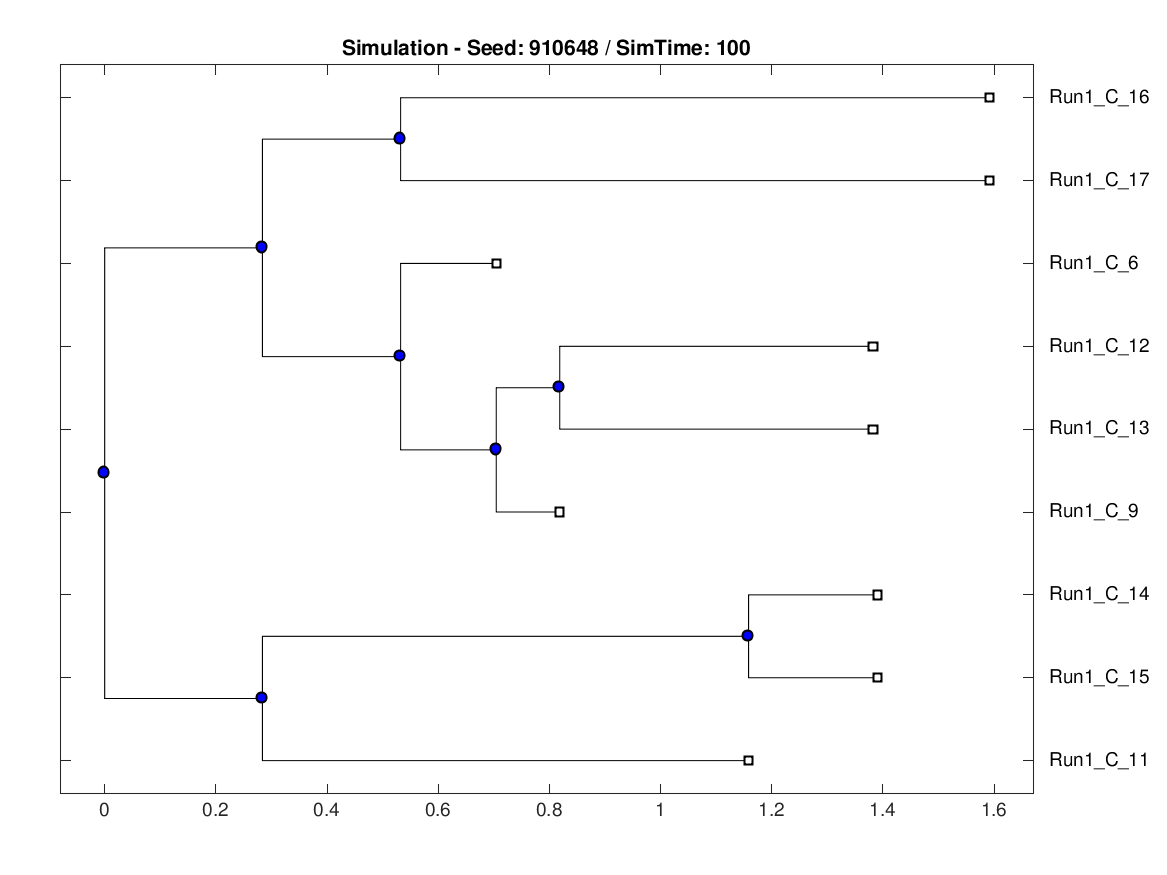 Simulation - Seed: 910648 / SimTime: 100
Run1_C_16
Run1_C_17
Run1_C_6
Run1_C_12
Run1_C_13
Run1_C_9
Run1_C_14
Run1_C_15
Run1_C_11
0 0.2 0.4 0.6 0.8 1 1.2 1.4 1.6